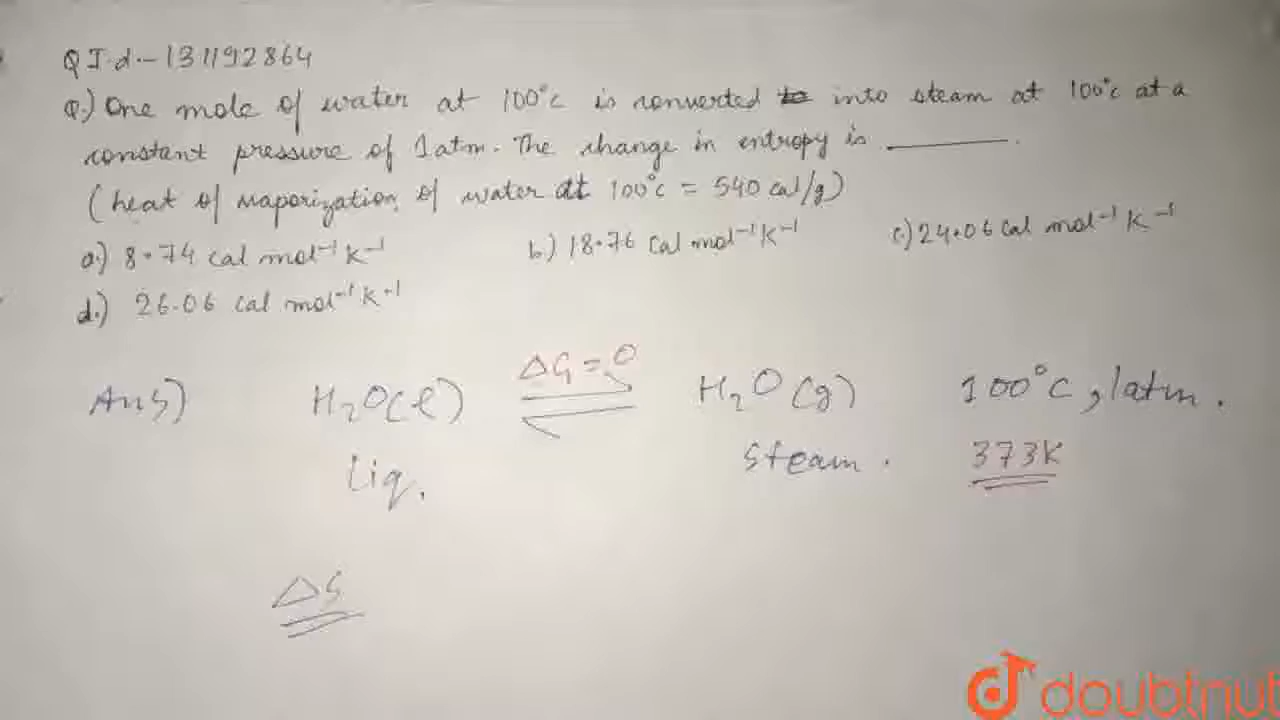 Q I.d.-131192864
Q.) One mole of water at 100°c is converted into steam at 100°c at a
constant pressure of 1atm. The change in entropy is ______.
(heat of vaporization of water at 100°c = 540 cal/g)
a.) 8.74 cal mol⁻¹ K⁻¹ b.) 18.76 cal mol⁻¹ K⁻¹ c.) 24.06 cal mol⁻¹ K⁻¹
d.) 26.06 cal mol⁻¹ K⁻¹
ΔG = 0
Ans) H₂O(l) ⇌ H₂O(g) 100°C, 1atm.
Liq. Steam. 373K
ΔS
doubtnut